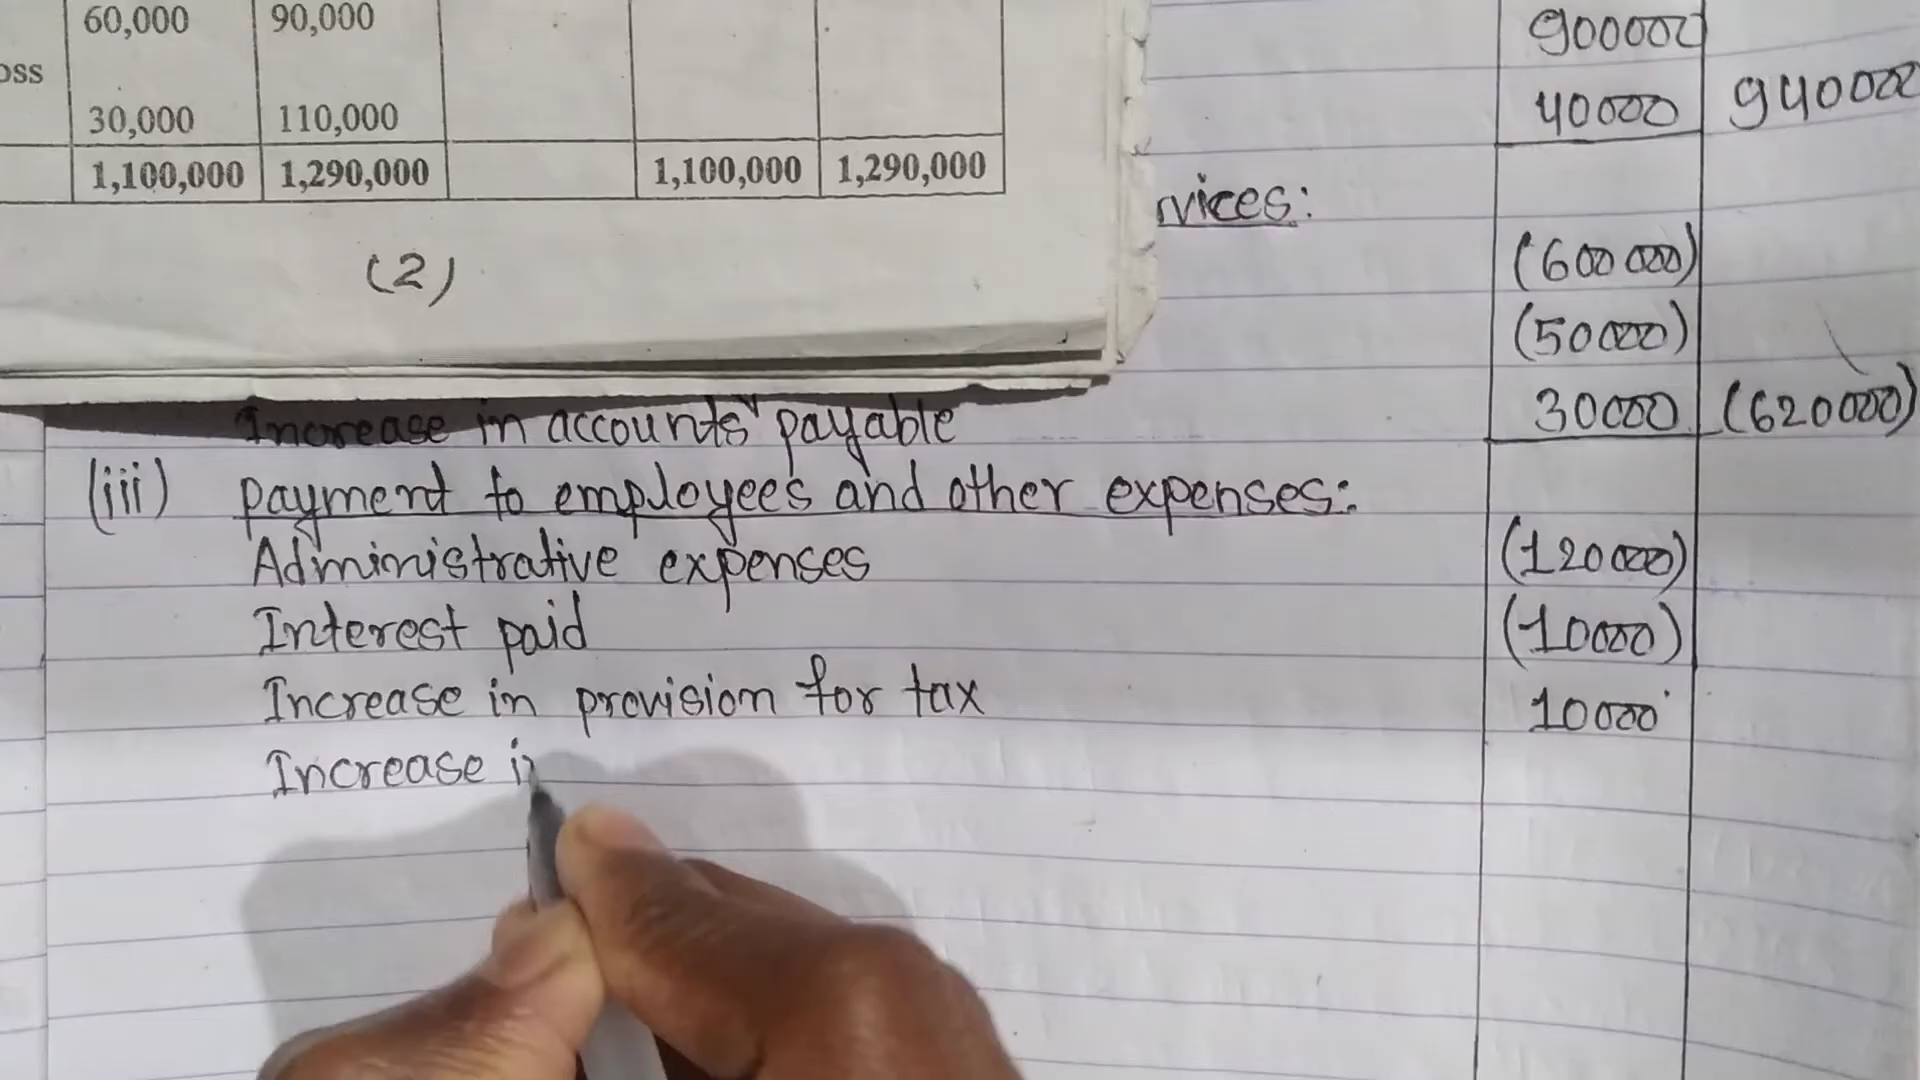 60,000 90,000
oss
30,000 110,000
1,100,000 1,290,000 1,100,000 1,290,000
(2)
900000
40000 940000
rvices:
(600000)
(50000)
Increase in accounts payable 30000 (620000)
(iii) payment to employees and other expenses:
Administrative expenses (120000)
Interest paid (10000)
Increase in provision for tax 10000
Increase in